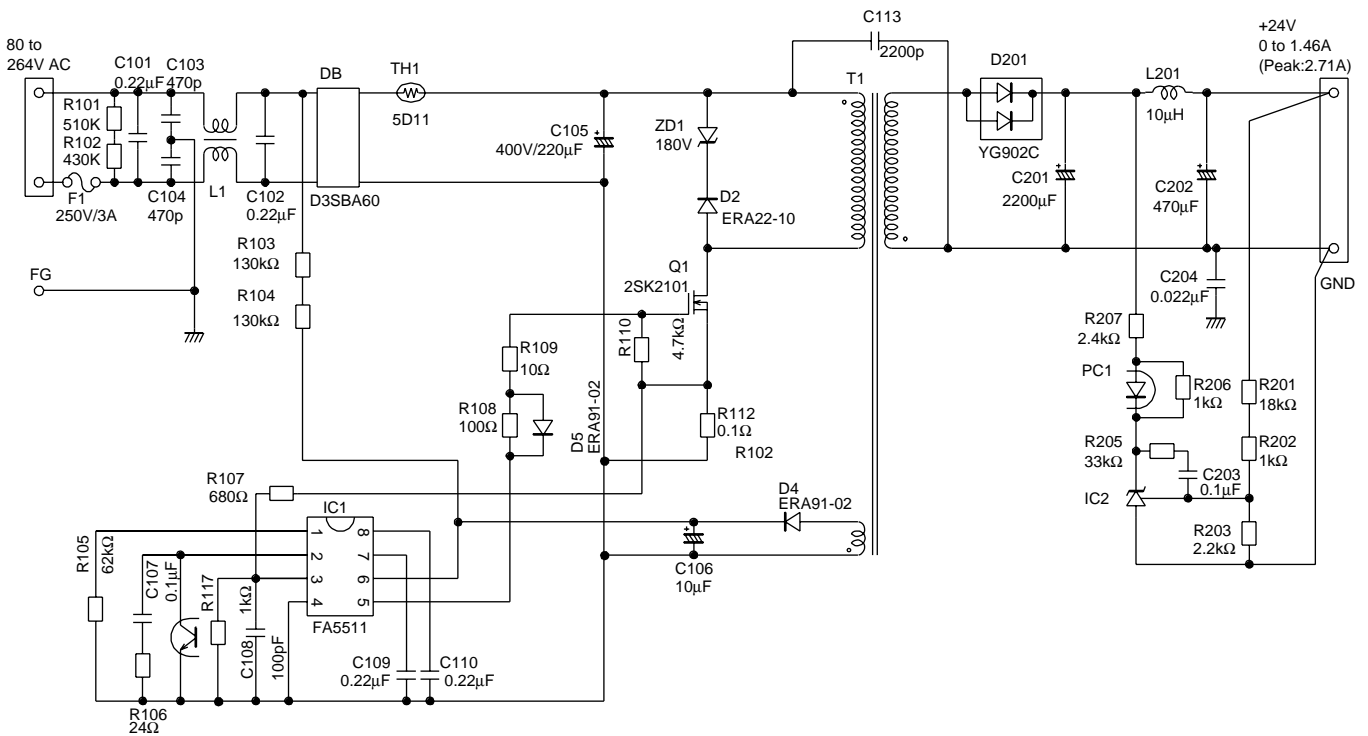 80 to
264V AC
C101
0.22µF
C103
470p
R101
510K
R102
430K
F1
250V/3A
C104
470p
L1
C102
0.22µF
DB
D3SBA60
TH1
5D11
C105
400V/220µF
ZD1
180V
D2
ERA22-10
C113
2200p
T1
D201
YG902C
L201
10µH
+24V
0 to 1.46A
(Peak:2.71A)
C201
2200µF
C202
470µF
C204
0.022µF
GND
FG
R103
130kΩ
R104
130kΩ
Q1
2SK2101
R110
4.7kΩ
R109
10Ω
R108
100Ω
D5
ERA91-02
R112
0.1Ω
R102
R107
680Ω
IC1
1
2
3
4
8
7
6
5
FA5511
R105
62kΩ
C107
0.1µF
R117
1kΩ
C108
100pF
R106
24Ω
C109
0.22µF
C110
0.22µF
D4
ERA91-02
C106
10µF
R207
2.4kΩ
PC1
R206
1kΩ
R201
18kΩ
R205
33kΩ
R202
1kΩ
C203
0.1µF
IC2
R203
2.2kΩ